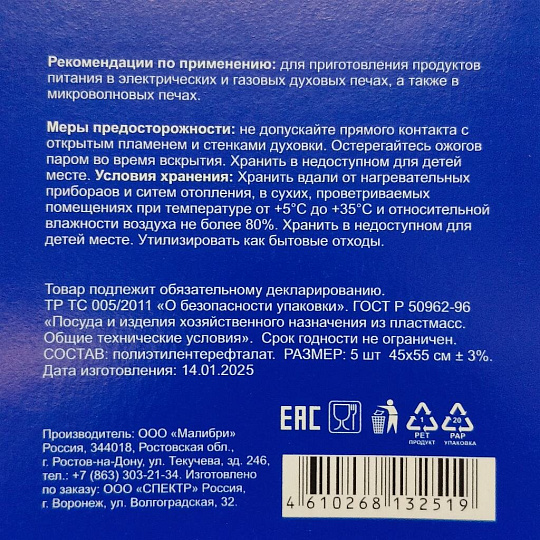 Рекомендации по применению: для приготовления продуктов
питания в электрических и газовых духовых печах, а также в
микроволновых печах.
Меры предосторожности: не допускайте прямого контакта с
открытым пламенем и стенками духовки. Остерегайтесь ожогов
паром во время вскрытия. Хранить в недоступном для детей
месте. Условия хранения: Хранить вдали от нагревательных
прибораов и ситем отопления, в сухих, проветриваемых
помещениях при температуре от +5°С до +35°С и относительной
влажности воздуха не более 80%. Хранить в недоступном для
детей месте. Утилизировать как бытовые отходы.
Товар подлежит обязательному декларированию.
ТР ТС 005/2011 «О безопасности упаковки». ГОСТ Р 50962-96
«Посуда и изделия хозяйственного назначения из пластмасс.
Общие технические условия». Срок годности не ограничен.
СОСТАВ: полиэтилентерефталат. РАЗМЕР: 5 шт 45х55 см ± 3%.
Дата изготовления: 14.01.2025
Производитель: ООО «Малибри»
Россия, 344018, Ростовская обл.,
г. Ростов-на-Дону, ул. Текучева, зд. 246,
тел.: +7 (863) 303-21-34. Изготовлено
по заказу: ООО «СПЕКТР» Россия,
г. Воронеж, ул. Волгоградская, 32.
EAC
1
PET
ПРОДУКТ
20
PAP
УПАКОВКА
4 610268 132519